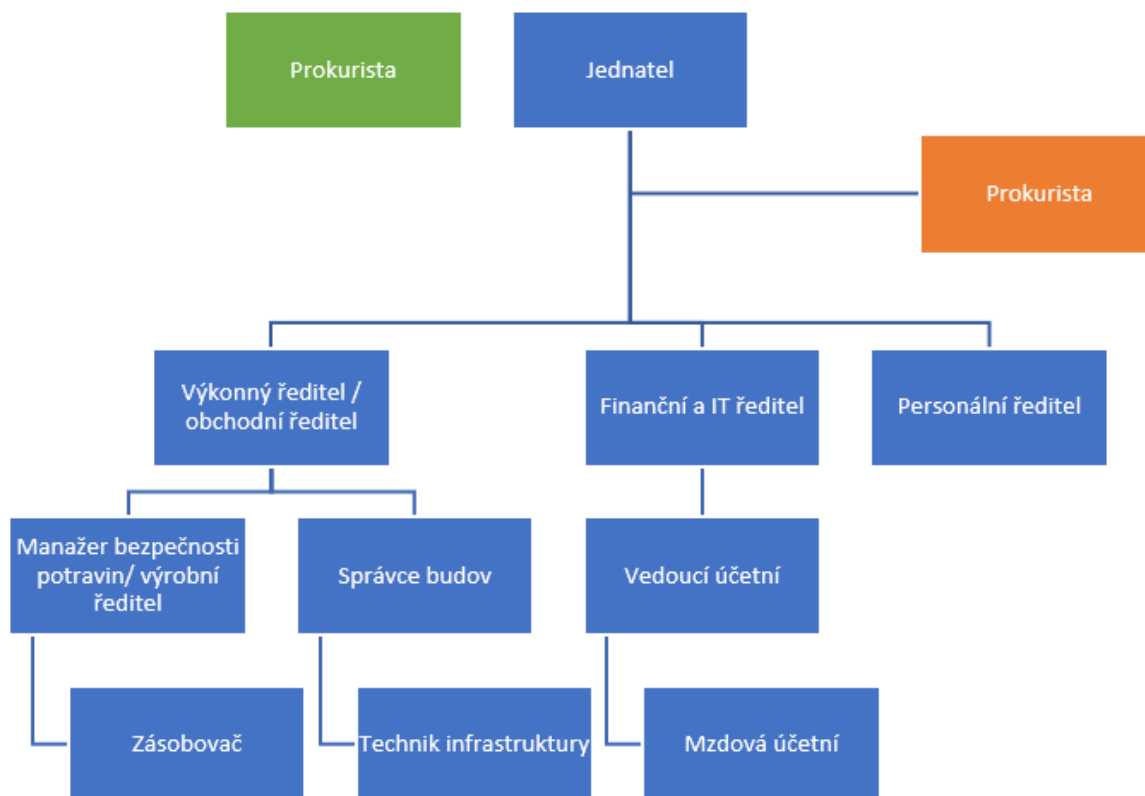 Prokurista
Jednatel
Prokurista
Výkonný ředitel /
obchodní ředitel
Finanční a IT ředitel
Personální ředitel
Manažer bezpečnosti
potravin/ výrobní
ředitel
Správce budov
Vedoucí účetní
Zásobovač
Technik infrastruktury
Mzdová účetní